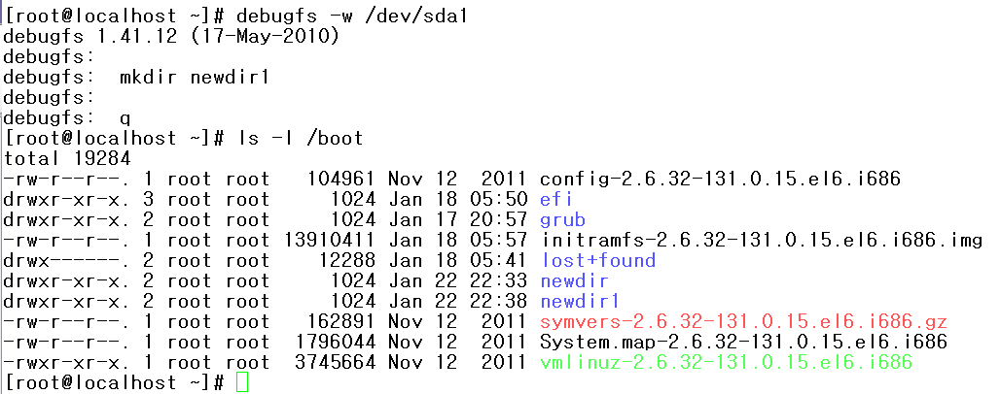 [root@localhost ~]# debugfs -w /dev/sda1
debugfs 1.41.12 (17-May-2010)
debugfs:
debugfs:  mkdir newdir1
debugfs:
debugfs:  q
[root@localhost ~]# ls -l /boot
total 19284
-rw-r--r--. 1 root root   104961 Nov 12  2011 config-2.6.32-131.0.15.el6.i686
drwxr-xr-x. 3 root root     1024 Jan 18 05:50 efi
drwxr-xr-x. 2 root root     1024 Jan 17 20:57 grub
-rw-r--r--. 1 root root 13910411 Jan 18 05:57 initramfs-2.6.32-131.0.15.el6.i686.img
drwx------. 2 root root    12288 Jan 18 05:41 lost+found
drwxr-xr-x. 2 root root     1024 Jan 22 22:33 newdir
drwxr-xr-x. 2 root root     1024 Jan 22 22:38 newdir1
-rw-r--r--. 1 root root   162891 Nov 12  2011 symvers-2.6.32-131.0.15.el6.i686.gz
-rw-r--r--. 1 root root  1796044 Nov 12  2011 System.map-2.6.32-131.0.15.el6.i686
-rwxr-xr-x. 1 root root  3745664 Nov 12  2011 vmlinuz-2.6.32-131.0.15.el6.i686
[root@localhost ~]#